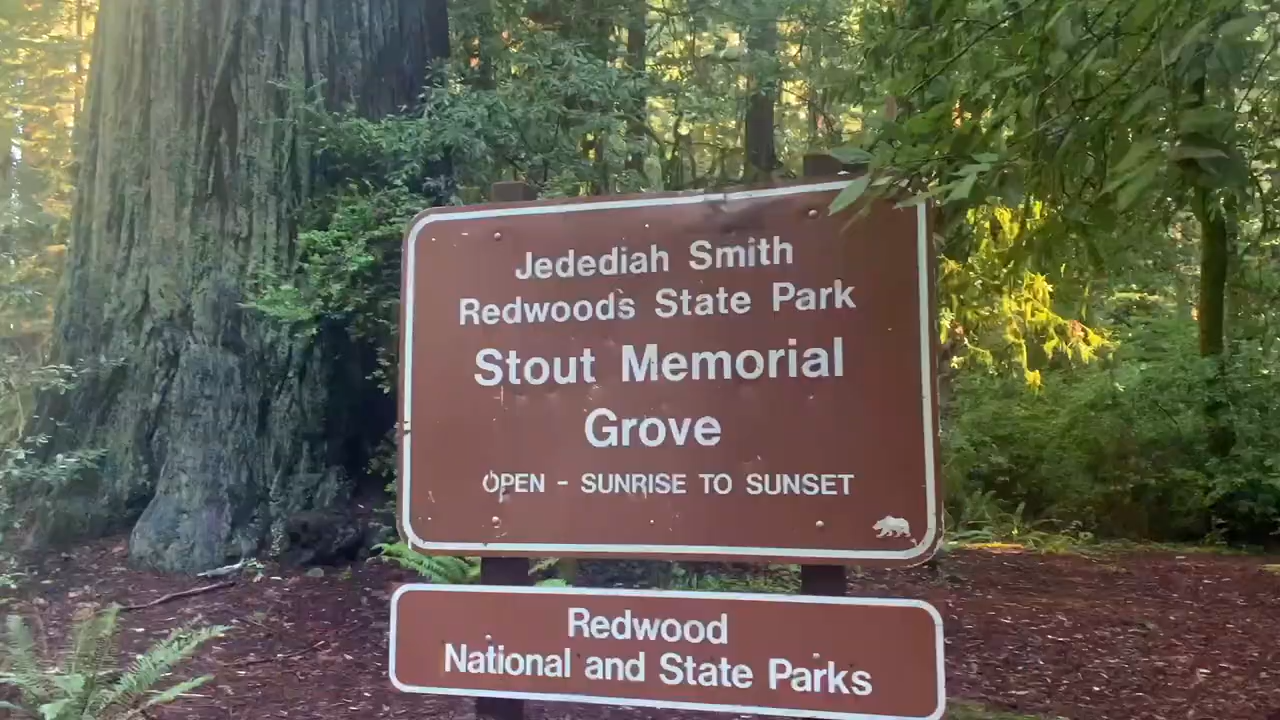 Jedediah Smith
Redwoods State Park
Stout Memorial
Grove
OPEN - SUNRISE TO SUNSET
Redwood
National and State Parks